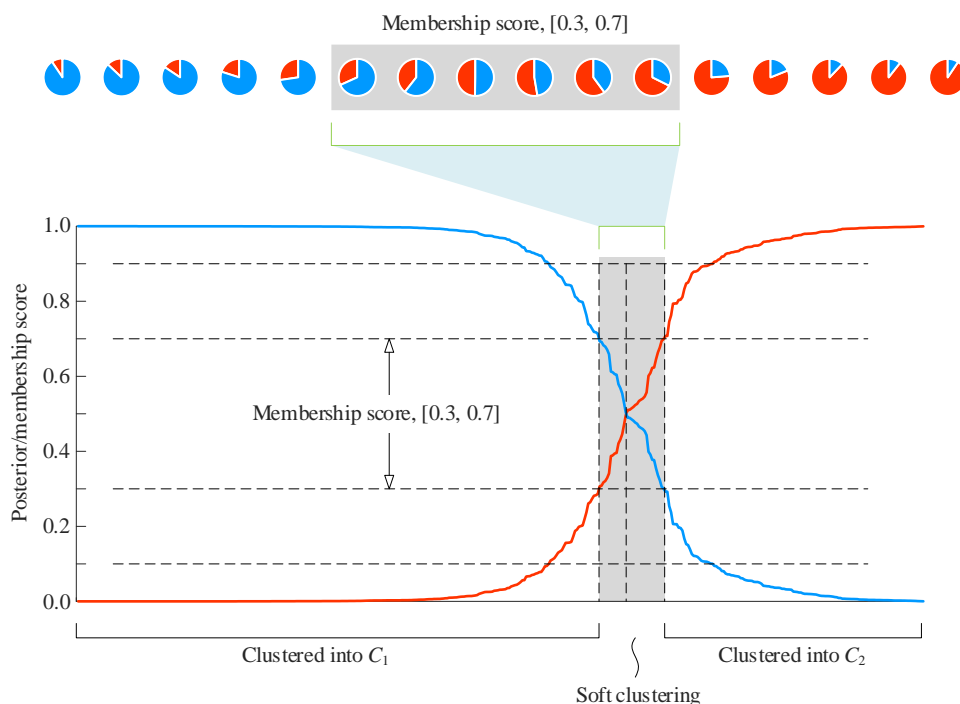 Membership score, [0.3, 0.7]
1.0
0.8
0.6
0.4
0.2
0.0
Posterior/membership score
Membership score, [0.3, 0.7]
Clustered into C₁
Clustered into C₂
Soft clustering